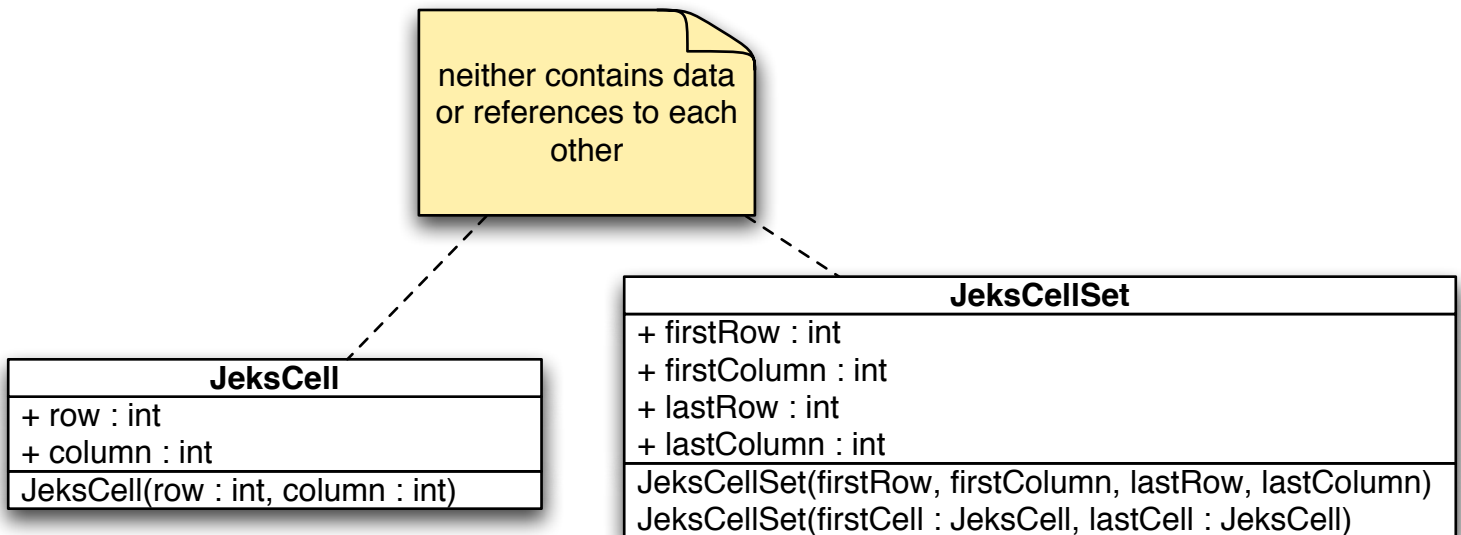 neither contains data
or references to each
other
JeksCell
+ row : int
+ column : int
JeksCell(row : int, column : int)
JeksCellSet
+ firstRow : int
+ firstColumn : int
+ lastRow : int
+ lastColumn : int
JeksCellSet(firstRow, firstColumn, lastRow, lastColumn)
JeksCellSet(firstCell : JeksCell, lastCell : JeksCell)